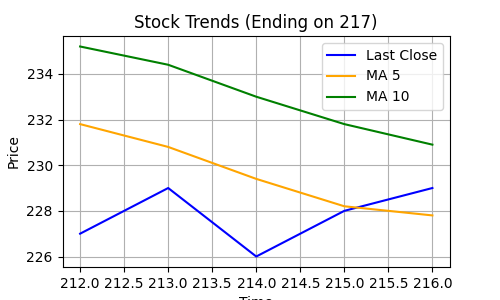 Stock Trends (Ending on 217)
Last Close
MA 5
MA 10
Price
234
232
230
228
226
212.0 212.5 213.0 213.5 214.0 214.5 215.0 215.5 216.0
Time